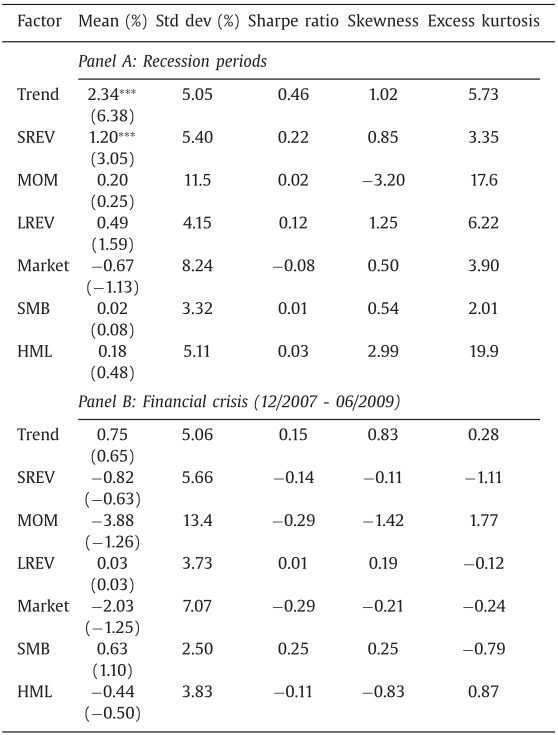 Factor Mean (%) Std dev (%) Sharpe ratio Skewness Excess kurtosis
Panel A: Recession periods
Trend 2.34*** 5.05 0.46 1.02 5.73
(6.38)
SREV 1.20*** 5.40 0.22 0.85 3.35
(3.05)
MOM 0.20 11.5 0.02 −3.20 17.6
(0.25)
LREV 0.49 4.15 0.12 1.25 6.22
(1.59)
Market −0.67 8.24 −0.08 0.50 3.90
(−1.13)
SMB 0.02 3.32 0.01 0.54 2.01
(0.08)
HML 0.18 5.11 0.03 2.99 19.9
(0.48)
Panel B: Financial crisis (12/2007 - 06/2009)
Trend 0.75 5.06 0.15 0.83 0.28
(0.65)
SREV −0.82 5.66 −0.14 −0.11 −1.11
(−0.63)
MOM −3.88 13.4 −0.29 −1.42 1.77
(−1.26)
LREV 0.03 3.73 0.01 0.19 −0.12
(0.03)
Market −2.03 7.07 −0.29 −0.21 −0.24
(−1.25)
SMB 0.63 2.50 0.25 0.25 −0.79
(1.10)
HML −0.44 3.83 −0.11 −0.83 0.87
(−0.50)